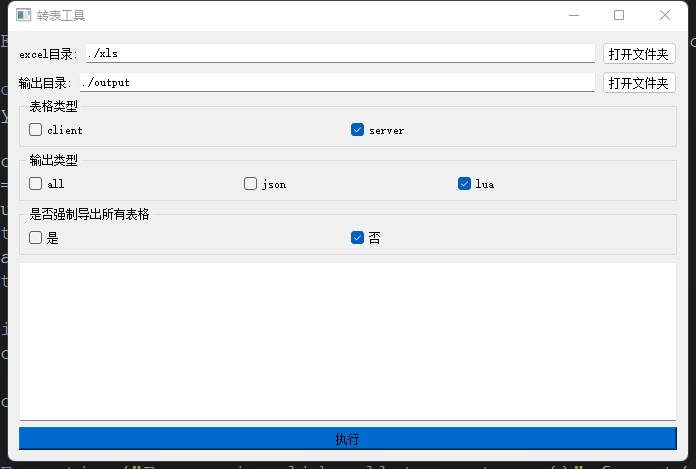 转表工具
excel目录: ./xls 打开文件夹
输出目录: ./output 打开文件夹
表格类型
client server
输出类型
all json lua
是否强制导出所有表格
是 否
执行